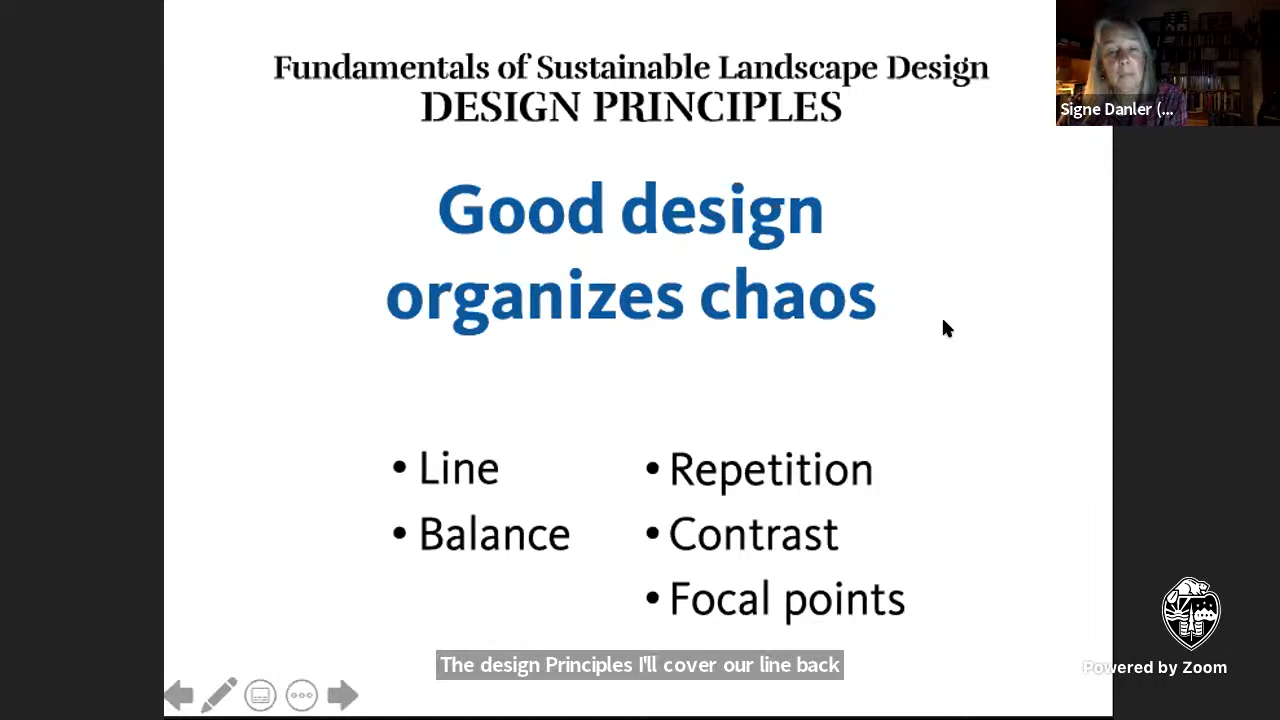 Fundamentals of Sustainable Landscape Design
DESIGN PRINCIPLES
Signe Danler (...
Good design
organizes chaos
• Line
• Balance
• Repetition
• Contrast
• Focal points
The design Principles I'll cover our line back
Powered by Zoom